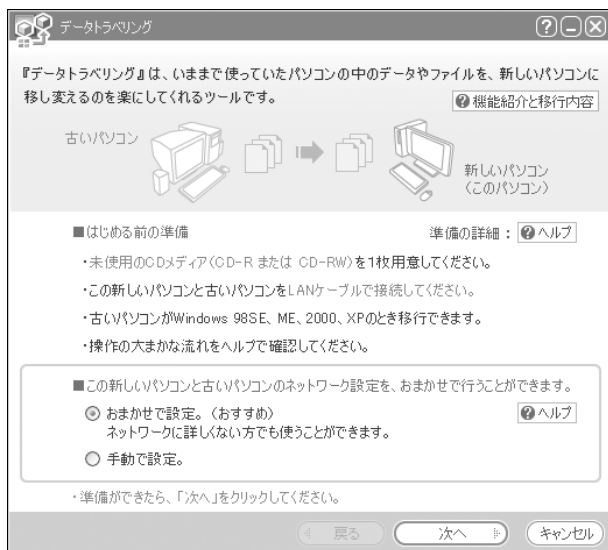 データトラベリング
『データトラベリング』は、いままで使っていたパソコンの中のデータやファイルを、新しいパソコンに
移し変えるのを楽にしてくれるツールです。
機能紹介と移行内容
古いパソコン
新しいパソコン
(このパソコン)
■はじめる前の準備
準備の詳細：
ヘルプ
・未使用のCDメディア(CD-R または CD-RW)を1枚用意してください。
・この新しいパソコンと古いパソコンをLANケーブルで接続してください。
・古いパソコンがWindows 98SE、ME、2000、XPのとき移行できます。
・操作の大まかな流れをヘルプで確認してください。
■この新しいパソコンと古いパソコンのネットワーク設定を、おまかせで行うことができます。
おまかせで設定。(おすすめ)
ヘルプ
ネットワークに詳しくない方でも使うことができます。
手動で設定。
・準備ができたら、「次へ」をクリックしてください。
戻る
次へ
キャンセル